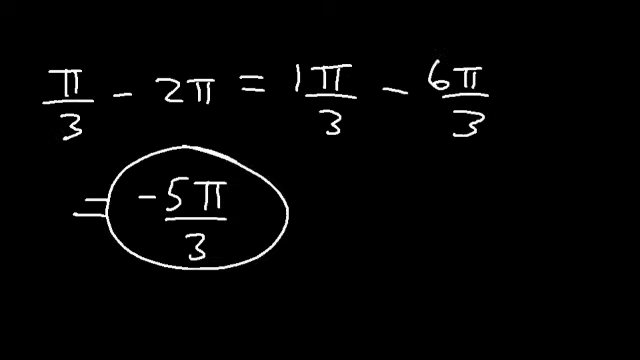 π/3 - 2π = 1π/3 - 6π/3
= -5π/3